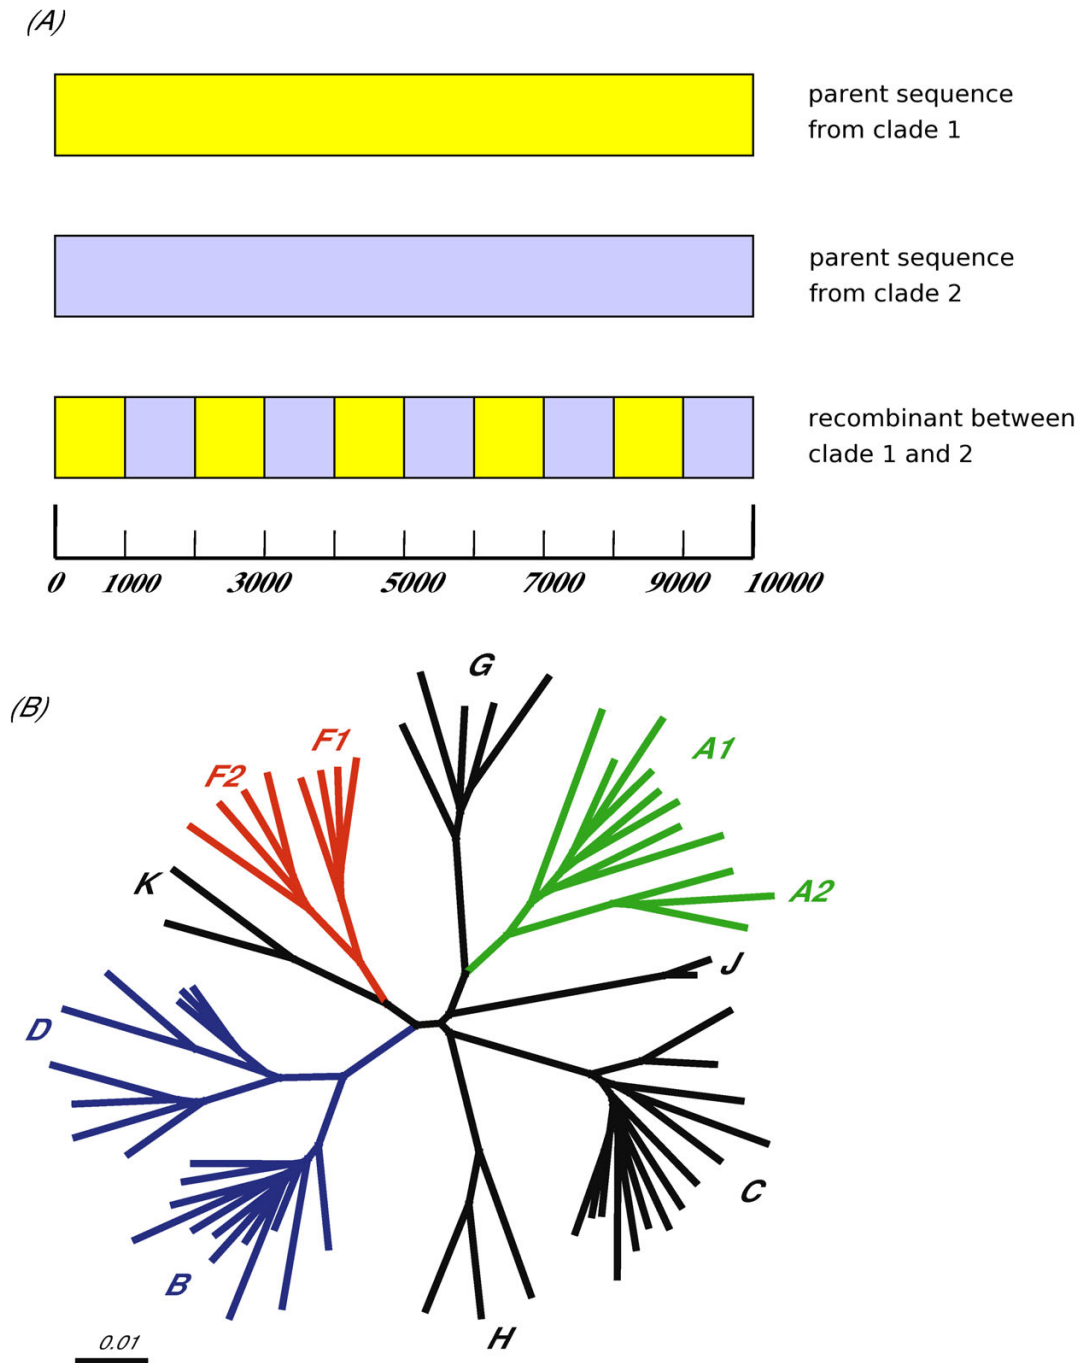 (A)
parent sequence
from clade 1
parent sequence
from clade 2
recombinant between
clade 1 and 2
0 1000 3000 5000 7000 9000 10000
(B)
G
F1
A1
F2
K
A2
J
D
C
B
H
0.01